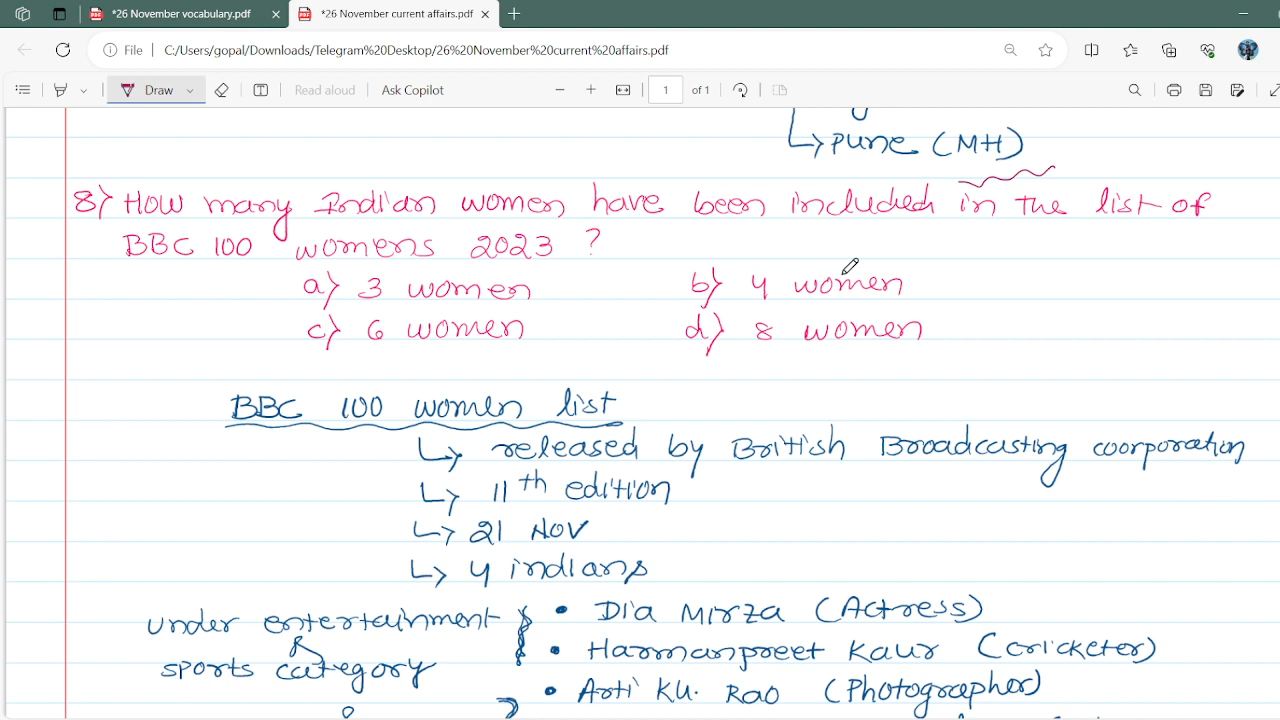 *26 November vocabulary.pdf
*26 November current affairs.pdf
File C:/Users/gopal/Downloads/Telegram%20Desktop/26%20November%20current%20affairs.pdf
Draw Read aloud Ask Copilot 1 of 1
Pune (MH)
8) How many Indian women have been included in the list of
BBC 100 womens 2023 ?
a) 3 women b) 4 women
c) 6 women d) 8 women
BBC 100 women list
released by British Broadcasting coorporation
11th edition
21 Nov
4 indians
under entertainment
sports category
• Dia Mirza (Actress)
• Harmanpreet Kaur (cricketer)
• Arti Ku. Rao (Photographer)